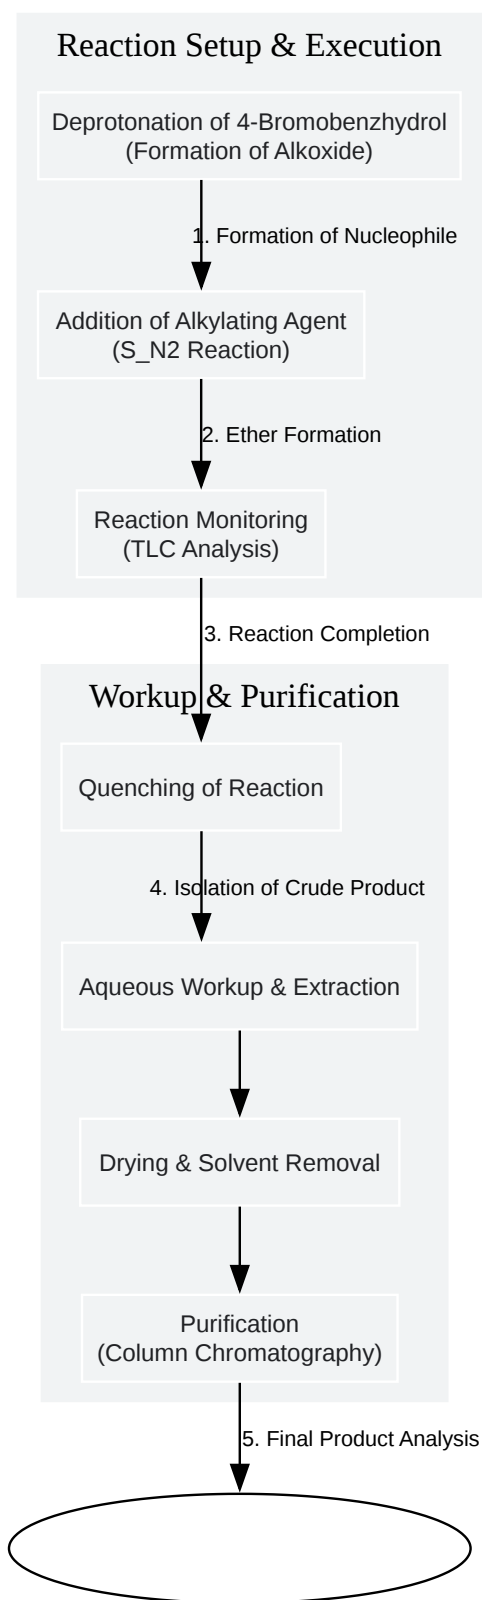 Reaction Setup & Execution
Deprotonation of 4-Bromobenzhydrol
(Formation of Alkoxide)
1. Formation of Nucleophile
Addition of Alkylating Agent
(S_N2 Reaction)
2. Ether Formation
Reaction Monitoring
(TLC Analysis)
3. Reaction Completion
Workup & Purification
Quenching of Reaction
4. Isolation of Crude Product
Aqueous Workup & Extraction
Drying & Solvent Removal
Purification
(Column Chromatography)
5. Final Product Analysis